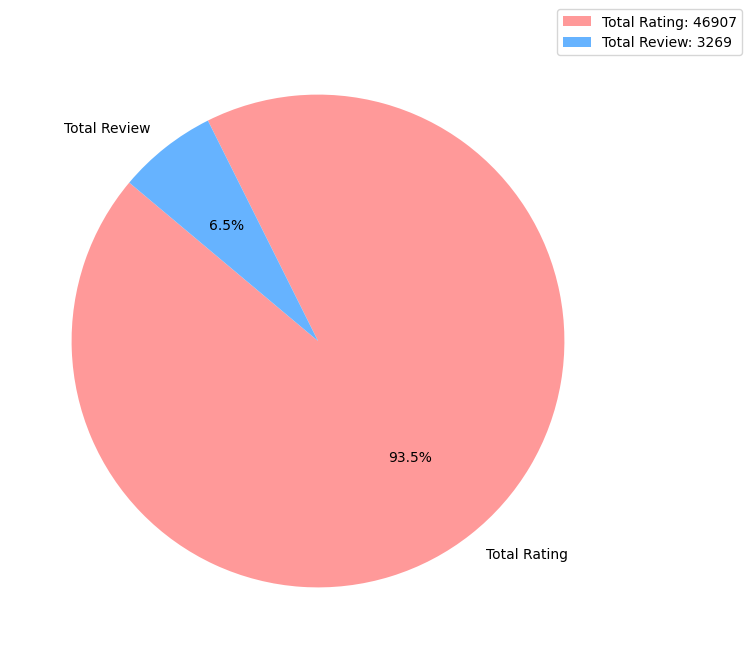 Total Rating: 46907
Total Review: 3269
Total Review
6.5%
93.5%
Total Rating